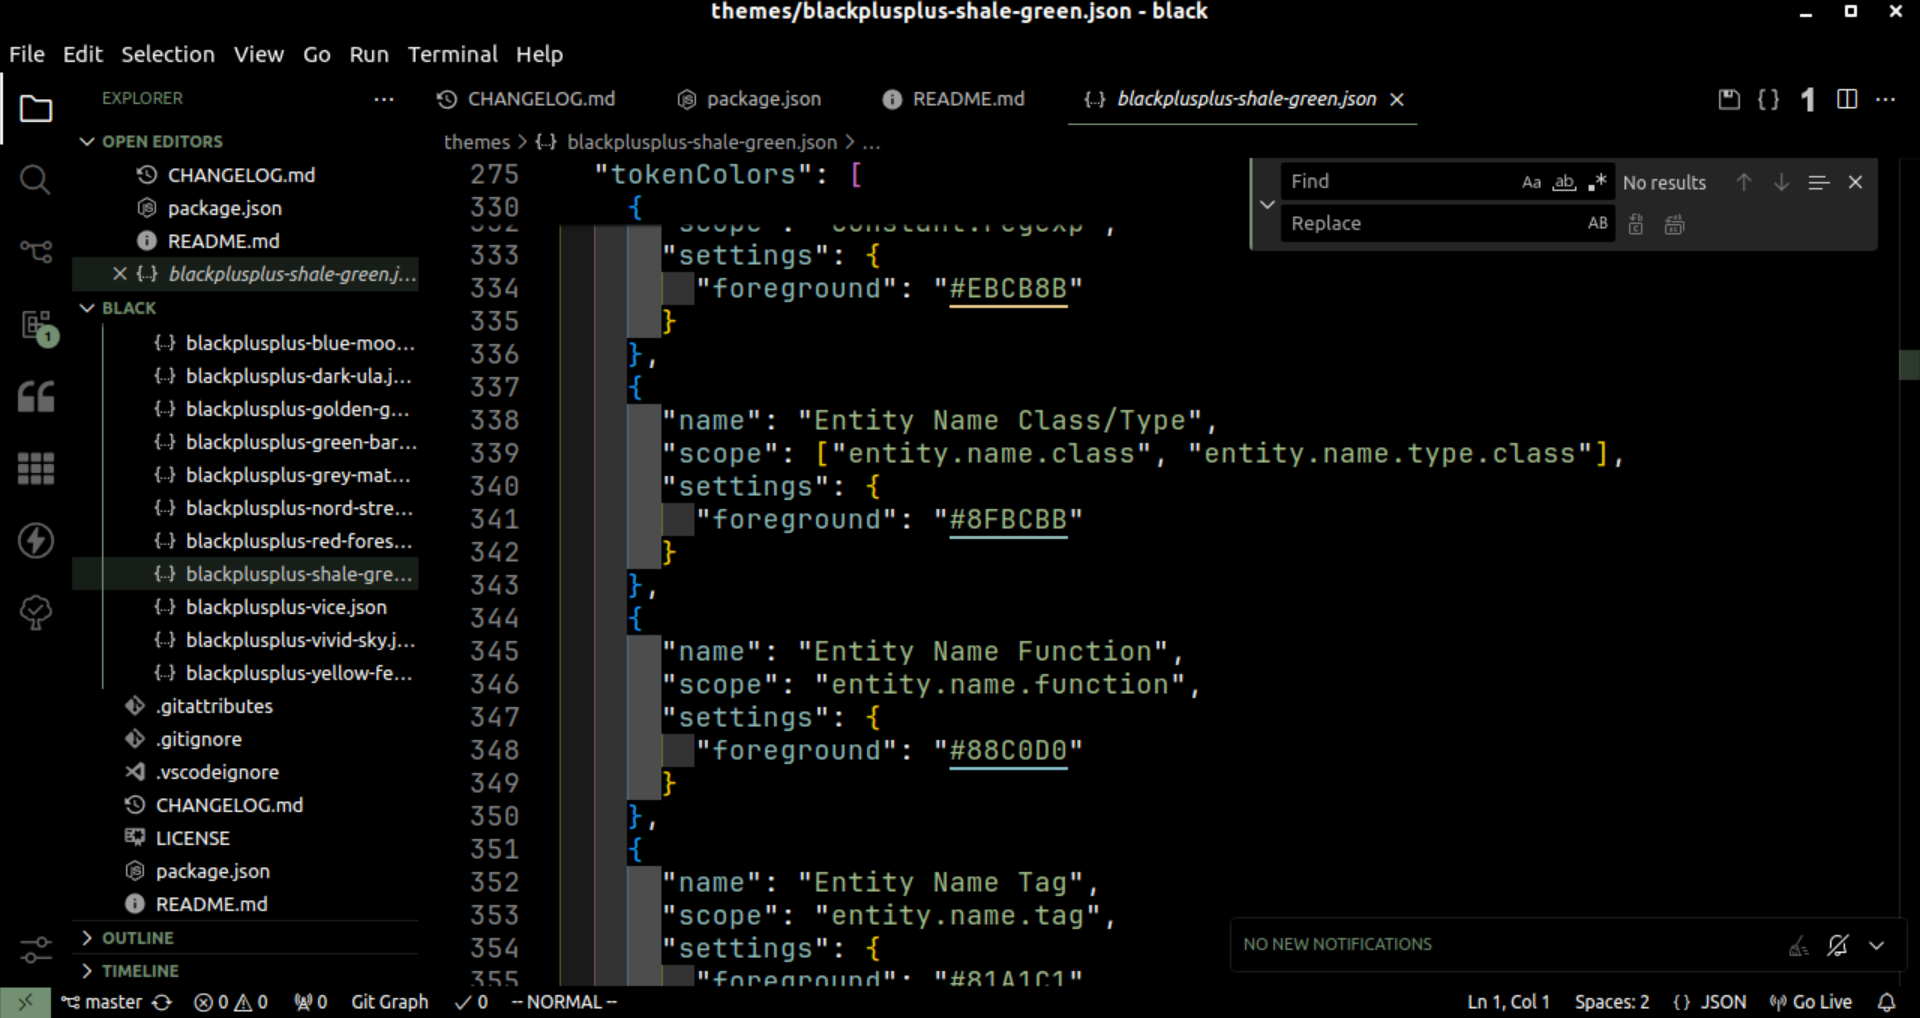 themes/blackplusplus-shale-green.json - black
File Edit Selection View Go Run Terminal Help
EXPLORER
CHANGELOG.md
package.json
README.md
{..} blackplusplus-shale-green.json
1
OPEN EDITORS
CHANGELOG.md
package.json
README.md
{..} blackplusplus-shale-green.j...
BLACK
{..} blackplusplus-blue-moo...
{..} blackplusplus-dark-ula.j...
{..} blackplusplus-golden-g...
{..} blackplusplus-green-bar...
{..} blackplusplus-grey-mat...
{..} blackplusplus-nord-stre...
{..} blackplusplus-red-fores...
{..} blackplusplus-shale-gre...
{..} blackplusplus-vice.json
{..} blackplusplus-vivid-sky.j...
{..} blackplusplus-yellow-fe...
.gitattributes
.gitignore
.vscodeignore
CHANGELOG.md
LICENSE
package.json
README.md
OUTLINE
TIMELINE
1
themes > {..} blackplusplus-shale-green.json > ...
275 "tokenColors": [
330 {
332 "scope": "constant.regexp",
333 "settings": {
334 "foreground": "#EBCB8B"
335 }
336 },
337 {
338 "name": "Entity Name Class/Type",
339 "scope": ["entity.name.class", "entity.name.type.class"],
340 "settings": {
341 "foreground": "#8FBCBB"
342 }
343 },
344 {
345 "name": "Entity Name Function",
346 "scope": "entity.name.function",
347 "settings": {
348 "foreground": "#88C0D0"
349 }
350 },
351 {
352 "name": "Entity Name Tag",
353 "scope": "entity.name.tag",
354 "settings": {
355 "foreground": "#81A1C1"
Find Aa ab .* No results
Replace AB
NO NEW NOTIFICATIONS
master 0 0 0 Git Graph 0 -- NORMAL -- Ln 1, Col 1 Spaces: 2 {} JSON Go Live